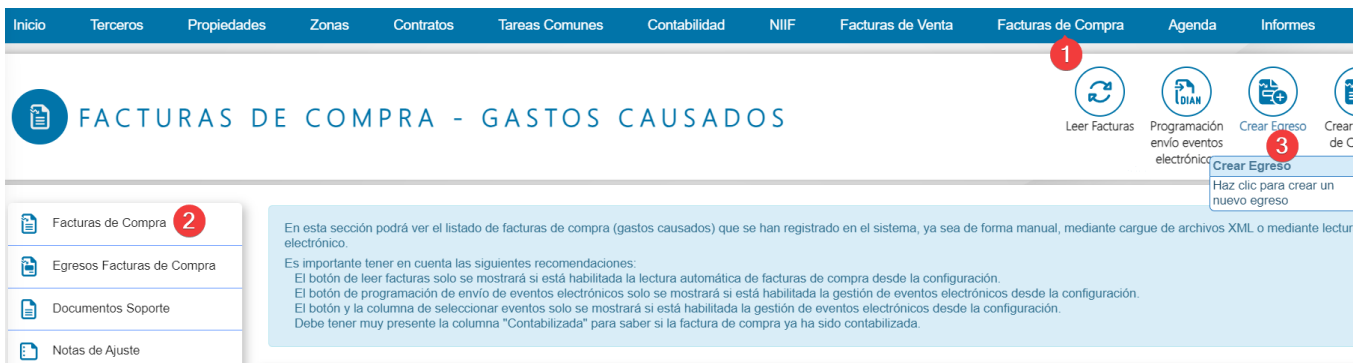 Inicio Terceros Propiedades Zonas Contratos Tareas Comunes Contabilidad NIIF Facturas de Venta Facturas de Compra Agenda Informes
1
FACTURAS DE COMPRA - GASTOS CAUSADOS
DIAN
Leer Facturas
Programación
envío eventos
Crear Egreso
Crear
de
3
Crear Egreso
Haz clic para crear un
nuevo egreso
Facturas de Compra 2
Egresos Facturas de Compra
Documentos Soporte
Notas de Ajuste
En esta sección podrá ver el listado de facturas de compra (gastos causados) que se han registrado en el sistema, ya sea de forma manual, mediante cargue de archivos XML o mediante
electrónico.
Es importante tener en cuenta las siguientes recomendaciones:
El botón de leer facturas solo se mostrará si está habilitada la lectura automática de facturas de compra desde la configuración.
El botón de programación de envío de eventos electrónicos solo se mostrará si está habilitada la gestión de eventos electrónicos desde la configuración.
El botón y la columna de seleccionar eventos solo se mostrará si está habilitada la gestión de eventos electrónicos desde la configuración.
Debe tener muy presente la columna "Contabilizada" para saber si la factura de compra ya ha sido contabilizada.